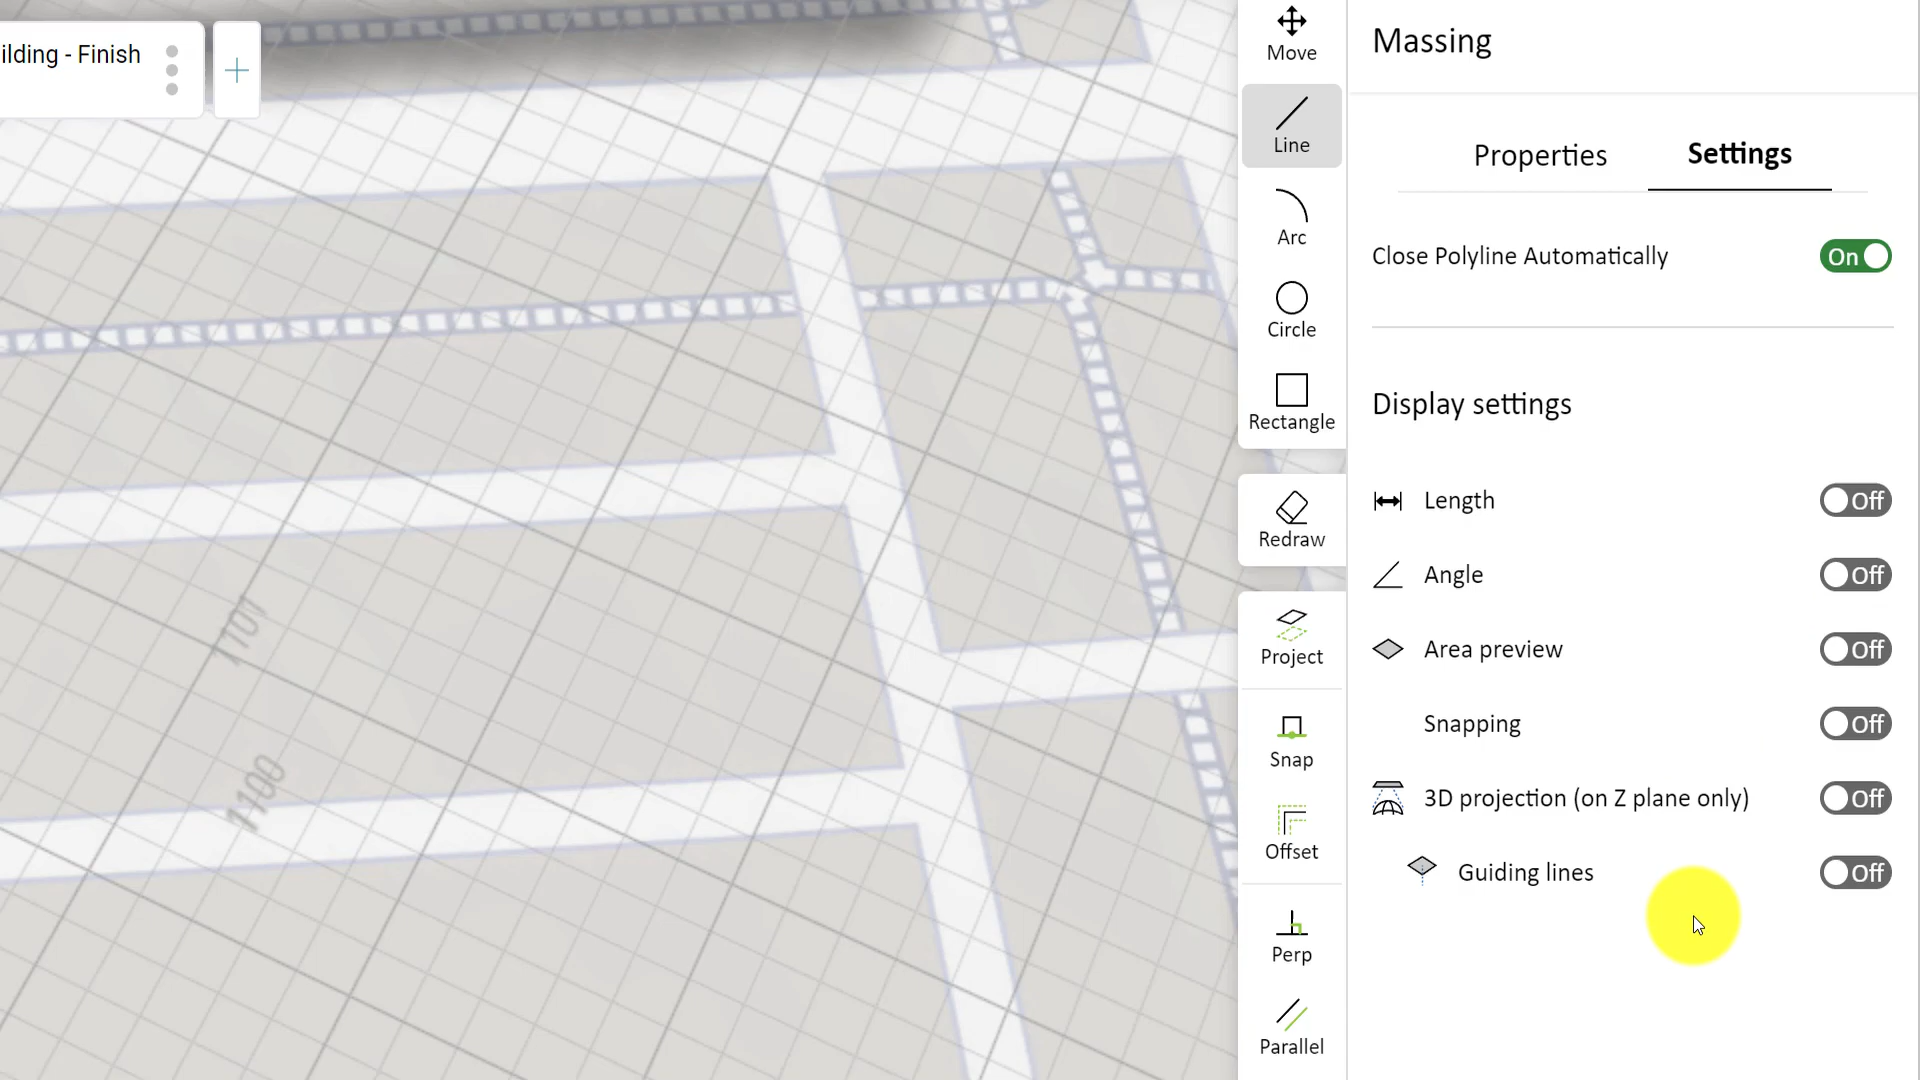 ilding - Finish
Move
Line
Arc
Circle
Rectangle
Redraw
Project
Snap
Offset
Perp
Parallel
Massing
Properties
Settings
Close Polyline Automatically
On
Display settings
Length
Off
Angle
Off
Area preview
Off
Snapping
Off
3D projection (on Z plane only)
Off
Guiding lines
Off
1101
1100